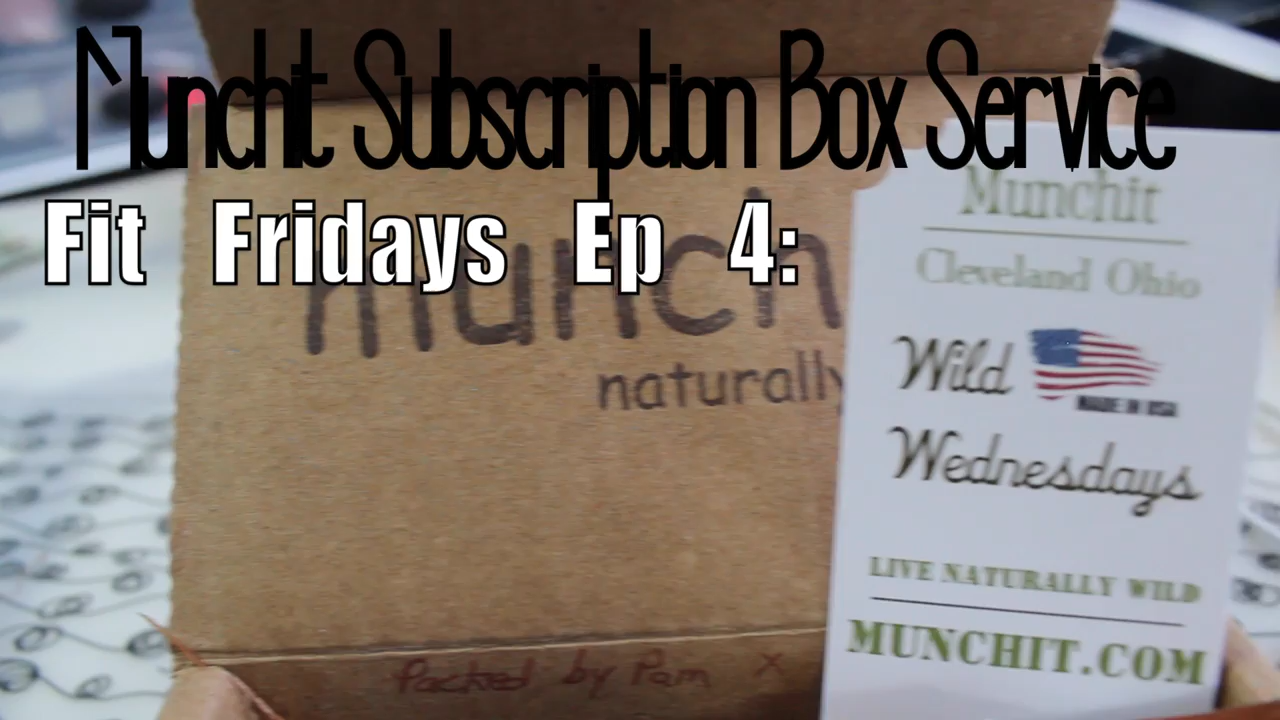 Munchit Subscription Box Service
Fit Fridays Ep 4:
munch
naturally
Packed by Pam X
Munchit
Cleveland Ohio
Wild
MADE IN USA
Wednesdays
LIVE NATURALLY WILD
MUNCHIT.COM